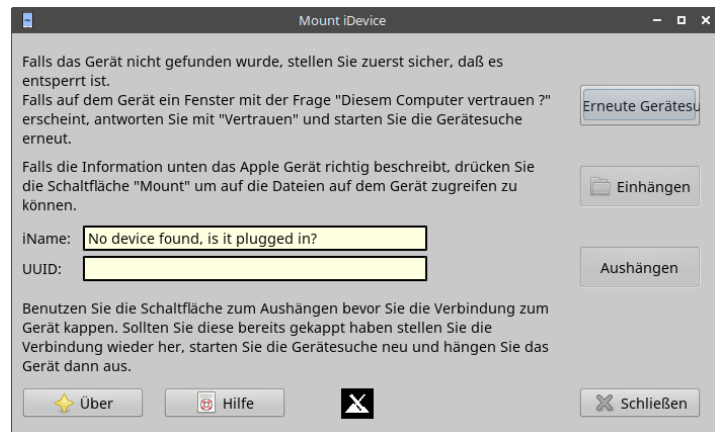 Mount iDevice
Falls das Gerät nicht gefunden wurde, stellen Sie zuerst sicher, daß es
entsperrt ist.
Falls auf dem Gerät ein Fenster mit der Frage "Diesem Computer vertrauen ?"
erscheint, antworten Sie mit "Vertrauen" und starten Sie die Gerätesuche
erneut.
Erneute Gerätesu
Falls die Information unten das Apple Gerät richtig beschreibt, drücken Sie
die Schaltfläche "Mount" um auf die Dateien auf dem Gerät zugreifen zu
können.
Einhängen
iName: No device found, is it plugged in?
UUID:
Aushängen
Benutzen Sie die Schaltfläche zum Aushängen bevor Sie die Verbindung zum
Gerät kappen. Sollten Sie diese bereits gekappt haben stellen Sie die
Verbindung wieder her, starten Sie die Gerätesuche neu und hängen Sie das
Gerät dann aus.
Über Hilfe Schließen